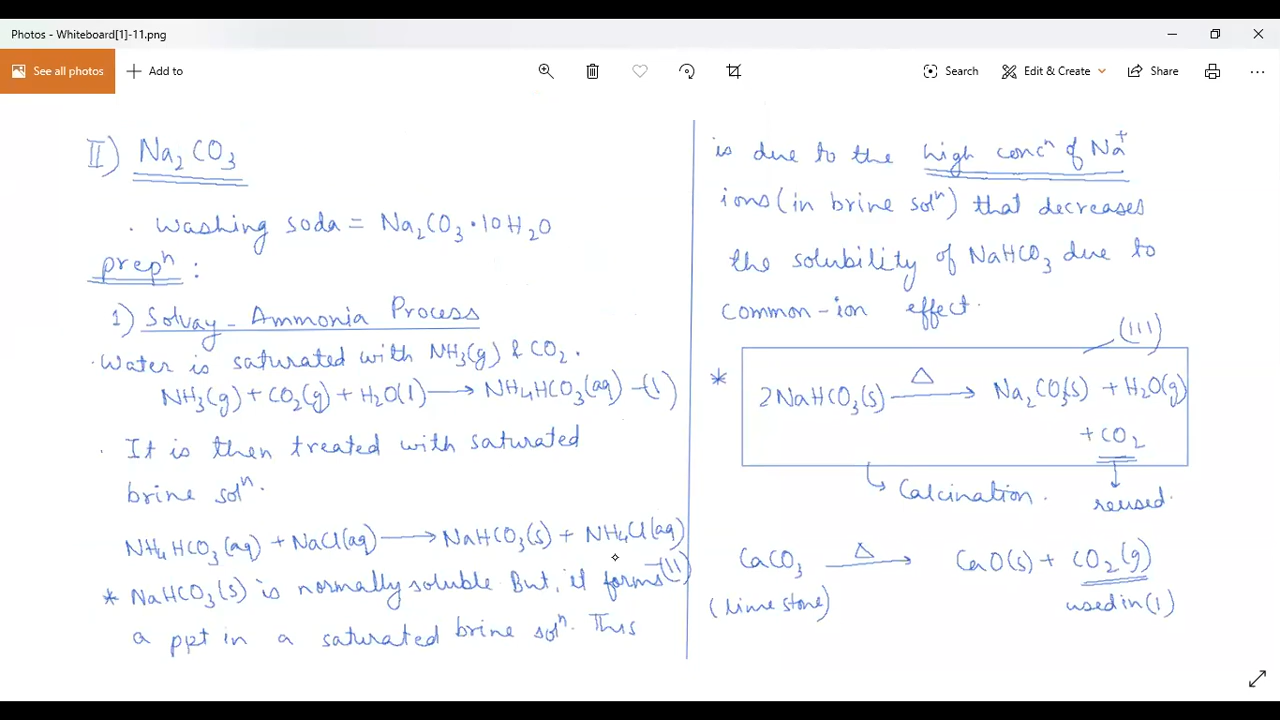 Photos - Whiteboard[1]-11.png
See all photos
Add to
Search
Edit & Create
Share
II) Na₂CO₃
. Washing soda = Na₂CO₃·10H₂O
prepⁿ :
1) Solvay - Ammonia Process
. Water is saturated with NH₃(g) & CO₂.
NH₃(g) + CO₂(g) + H₂O(l) ⟶ NH₄HCO₃(aq) -(1)
. It is then treated with saturated
brine solⁿ.
NH₄HCO₃(aq) + NaCl(aq) ⟶ NaHCO₃(s) + NH₄Cl(aq)
-(11)
* NaHCO₃(s) is normally soluble. But, it forms
a ppt in a saturated brine solⁿ. This
is due to the high concⁿ of Na⁺
ions (in brine solⁿ) that decreases
the solubility of NaHCO₃ due to
common-ion effect.
(111)
* 2NaHCO₃(s) —Δ→ Na₂CO₃(s) + H₂O(g)
+ CO₂
Calcination.
reused.
CaCO₃ —Δ→ CaO(s) + CO₂(g)
(lime stone)
used in (1)